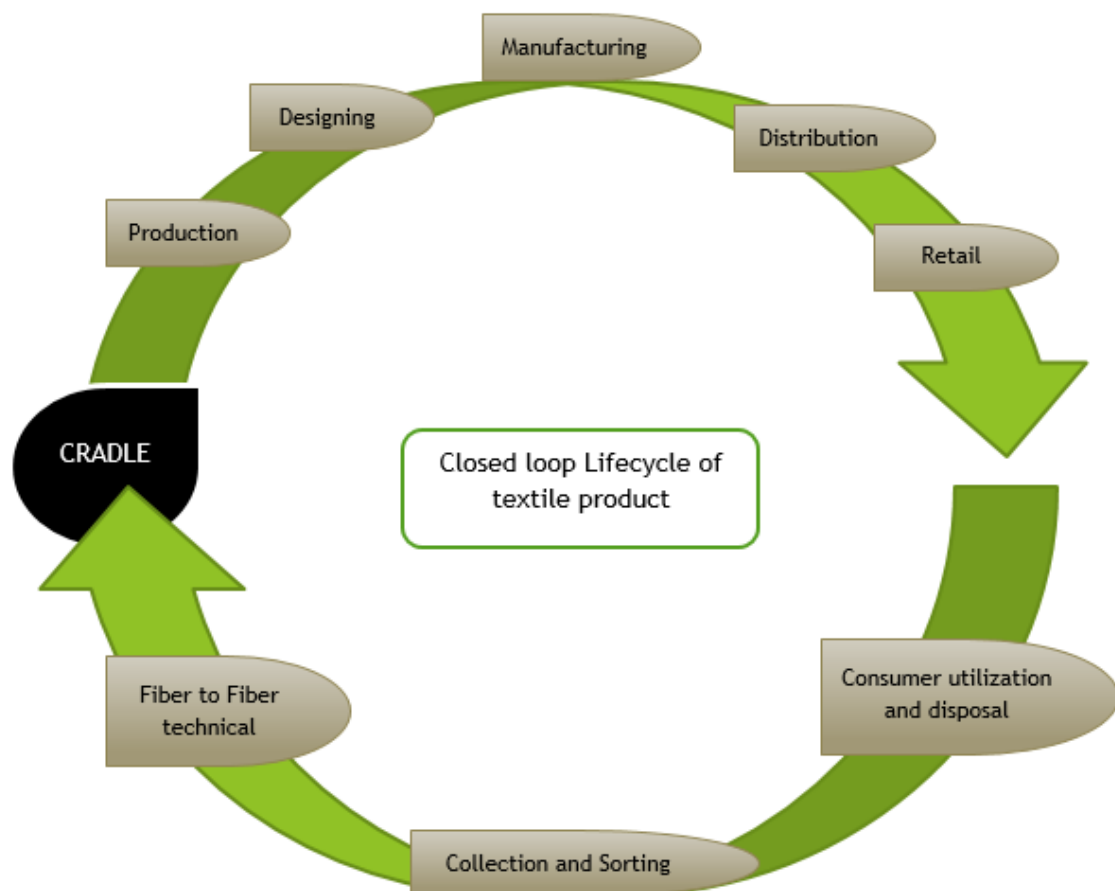 Manufacturing
Designing
Distribution
Production
Retail
CRADLE
Closed loop Lifecycle of
textile product
Consumer utilization
and disposal
Fiber to Fiber
technical
Collection and Sorting